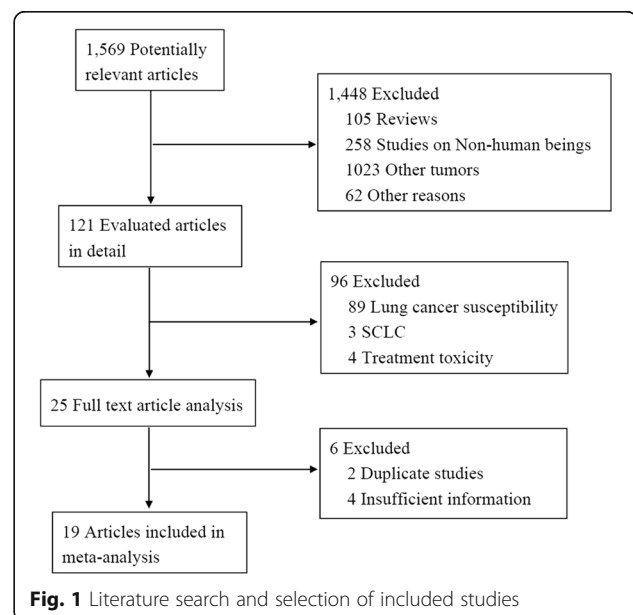 1,569 Potentially
relevant articles
1,448 Excluded
105 Reviews
258 Studies on Non-human beings
1023 Other tumors
62 Other reasons
121 Evaluated articles
in detail
96 Excluded
89 Lung cancer susceptibility
3 SCLC
4 Treatment toxicity
25 Full text article analysis
6 Excluded
2 Duplicate studies
4 Insufficient information
19 Articles included in
meta-analysis
Fig. 1 Literature search and selection of included studies